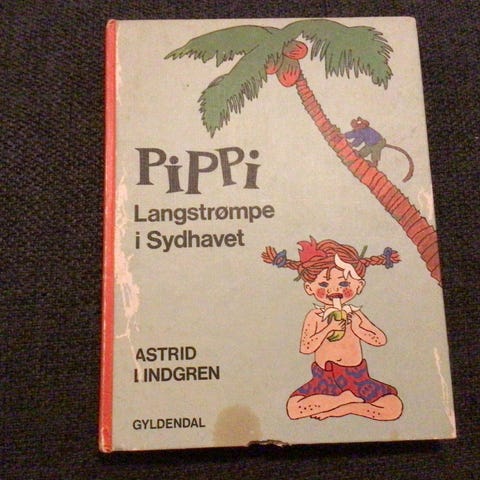 PiPPi
Langstrømpe
i Sydhavet
ASTRID
LINDGREN
GYLDENDAL